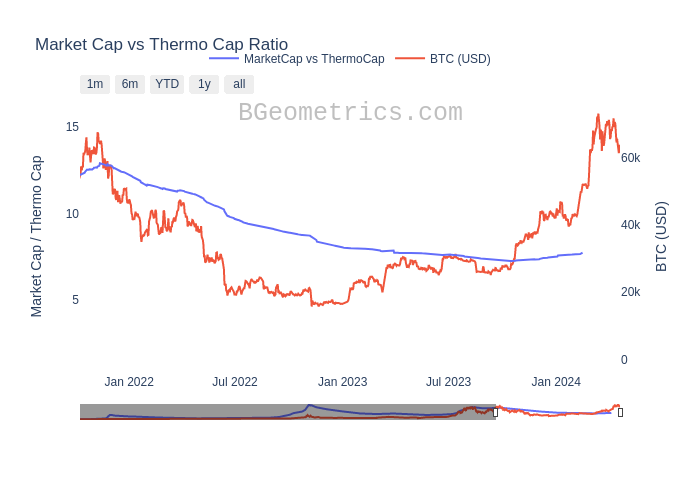 Market Cap vs Thermo Cap Ratio
MarketCap vs ThermoCap BTC (USD)
1m 6m YTD 1y all
BGeometrics.com
15
10
5
Market Cap / Thermo Cap
60k
40k
20k
0
BTC (USD)
Jan 2022 Jul 2022 Jan 2023 Jul 2023 Jan 2024